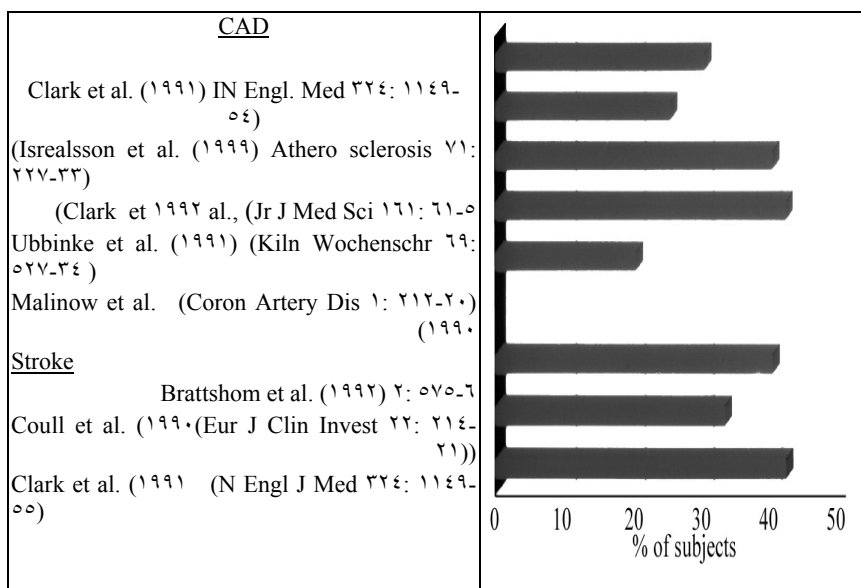 CAD
Clark et al. (١٩٩١) IN Engl. Med ٣٢٤: ١١٤٩-
٥٤)
(Isrealsson et al. (١٩٩٩) Athero sclerosis ٧١:
٢٢٧-٣٣)
(Clark et ١٩٩٢ al., (Jr J Med Sci ١٦١: ٦١-٥
Ubbinke et al. (١٩٩١) (Kiln Wochenschr ٦٩:
٥٢٧-٣٤ )
Malinow et al. (Coron Artery Dis ١: ٢١٢-٢٠)
(١٩٩٠
Stroke
Brattshom et al. (١٩٩٢) ٢: ٥٧٥-٦
Coull et al. (١٩٩٠(Eur J Clin Invest ٢٢: ٢١٤-
٢١))
Clark et al. (١٩٩١ (N Engl J Med ٣٢٤: ١١٤٩-
٥٥)
0 10 20 30 40 50
% of subjects